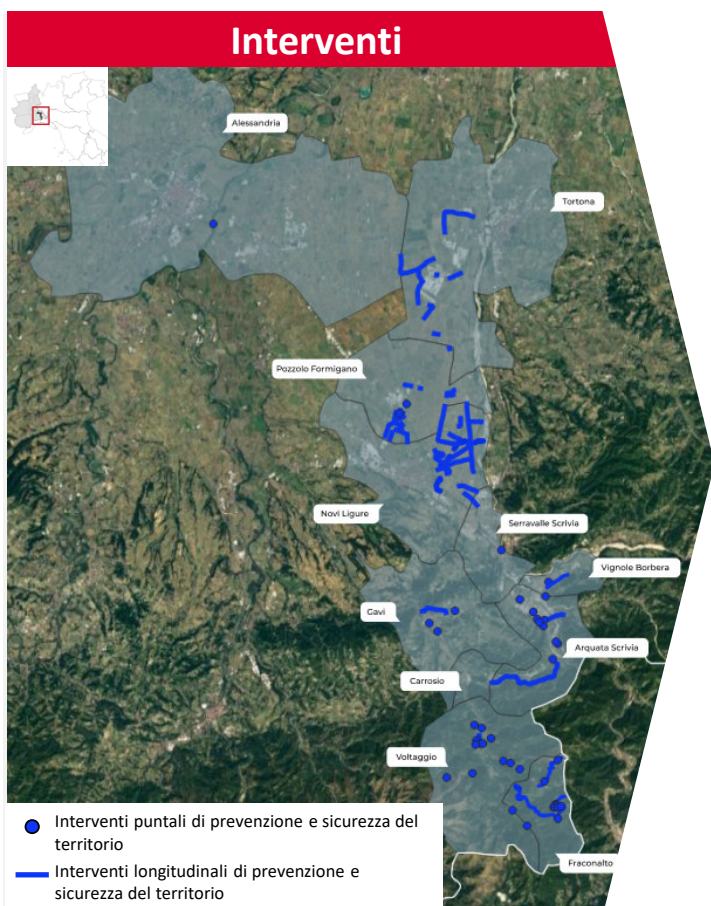 Interventi
Alessandria
Tortona
Pozzolo Formigano
Novi Ligure
Serravalle Scrivia
Vignole Borbera
Gavi
Arquata Scrivia
Carrosio
Voltaggio
Fraconalto
Interventi puntali di prevenzione e sicurezza del
territorio
Interventi longitudinali di prevenzione e
sicurezza del territorio